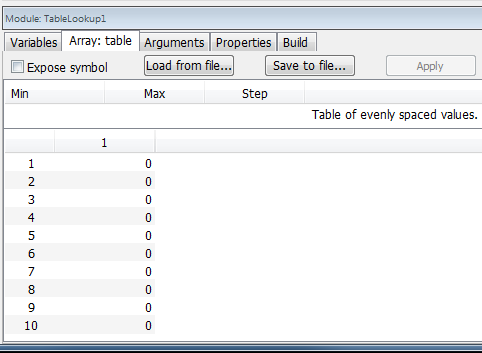 Module: TableLookup1
Variables Array: table Arguments Properties Build
Expose symbol Load from file... Save to file... Apply
Min Max Step
Table of evenly spaced values.
1
1 0
2 0
3 0
4 0
5 0
6 0
7 0
8 0
9 0
10 0